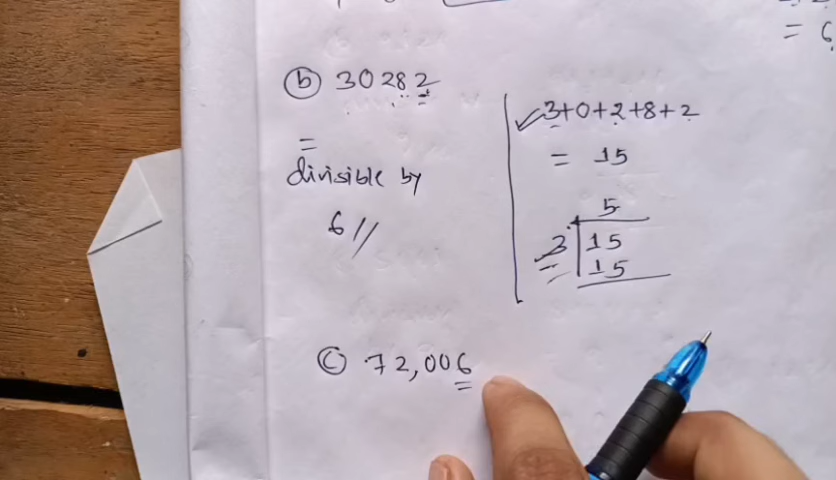 = 6
(b) 30282
=
divisible by
6 //
✓ 3+0+2+8+2
= 15
5
3 | 15
15
(c) 72,006